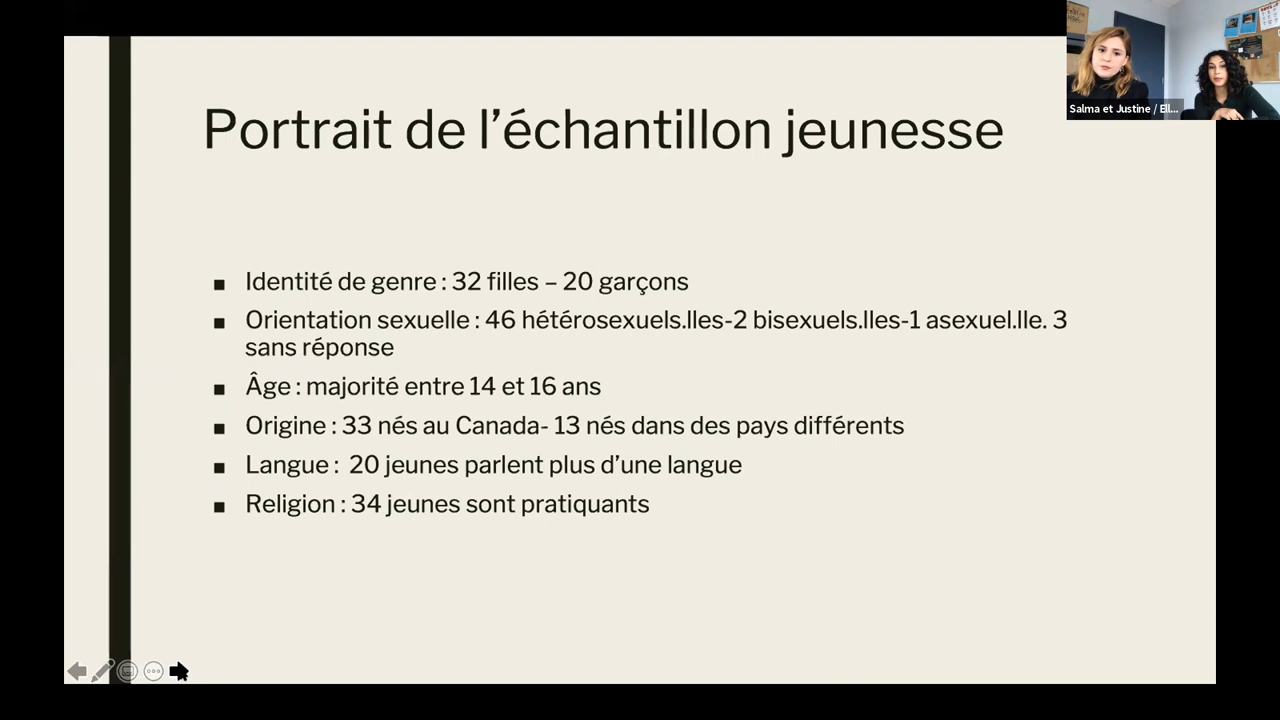 Salma et Justine / Ell...
Portrait de l’échantillon jeunesse
▪ Identité de genre : 32 filles – 20 garçons
▪ Orientation sexuelle : 46 hétérosexuels.lles-2 bisexuels.lles-1 asexuel.lle. 3
sans réponse
▪ Âge : majorité entre 14 et 16 ans
▪ Origine : 33 nés au Canada- 13 nés dans des pays différents
▪ Langue :  20 jeunes parlent plus d’une langue
▪ Religion : 34 jeunes sont pratiquants